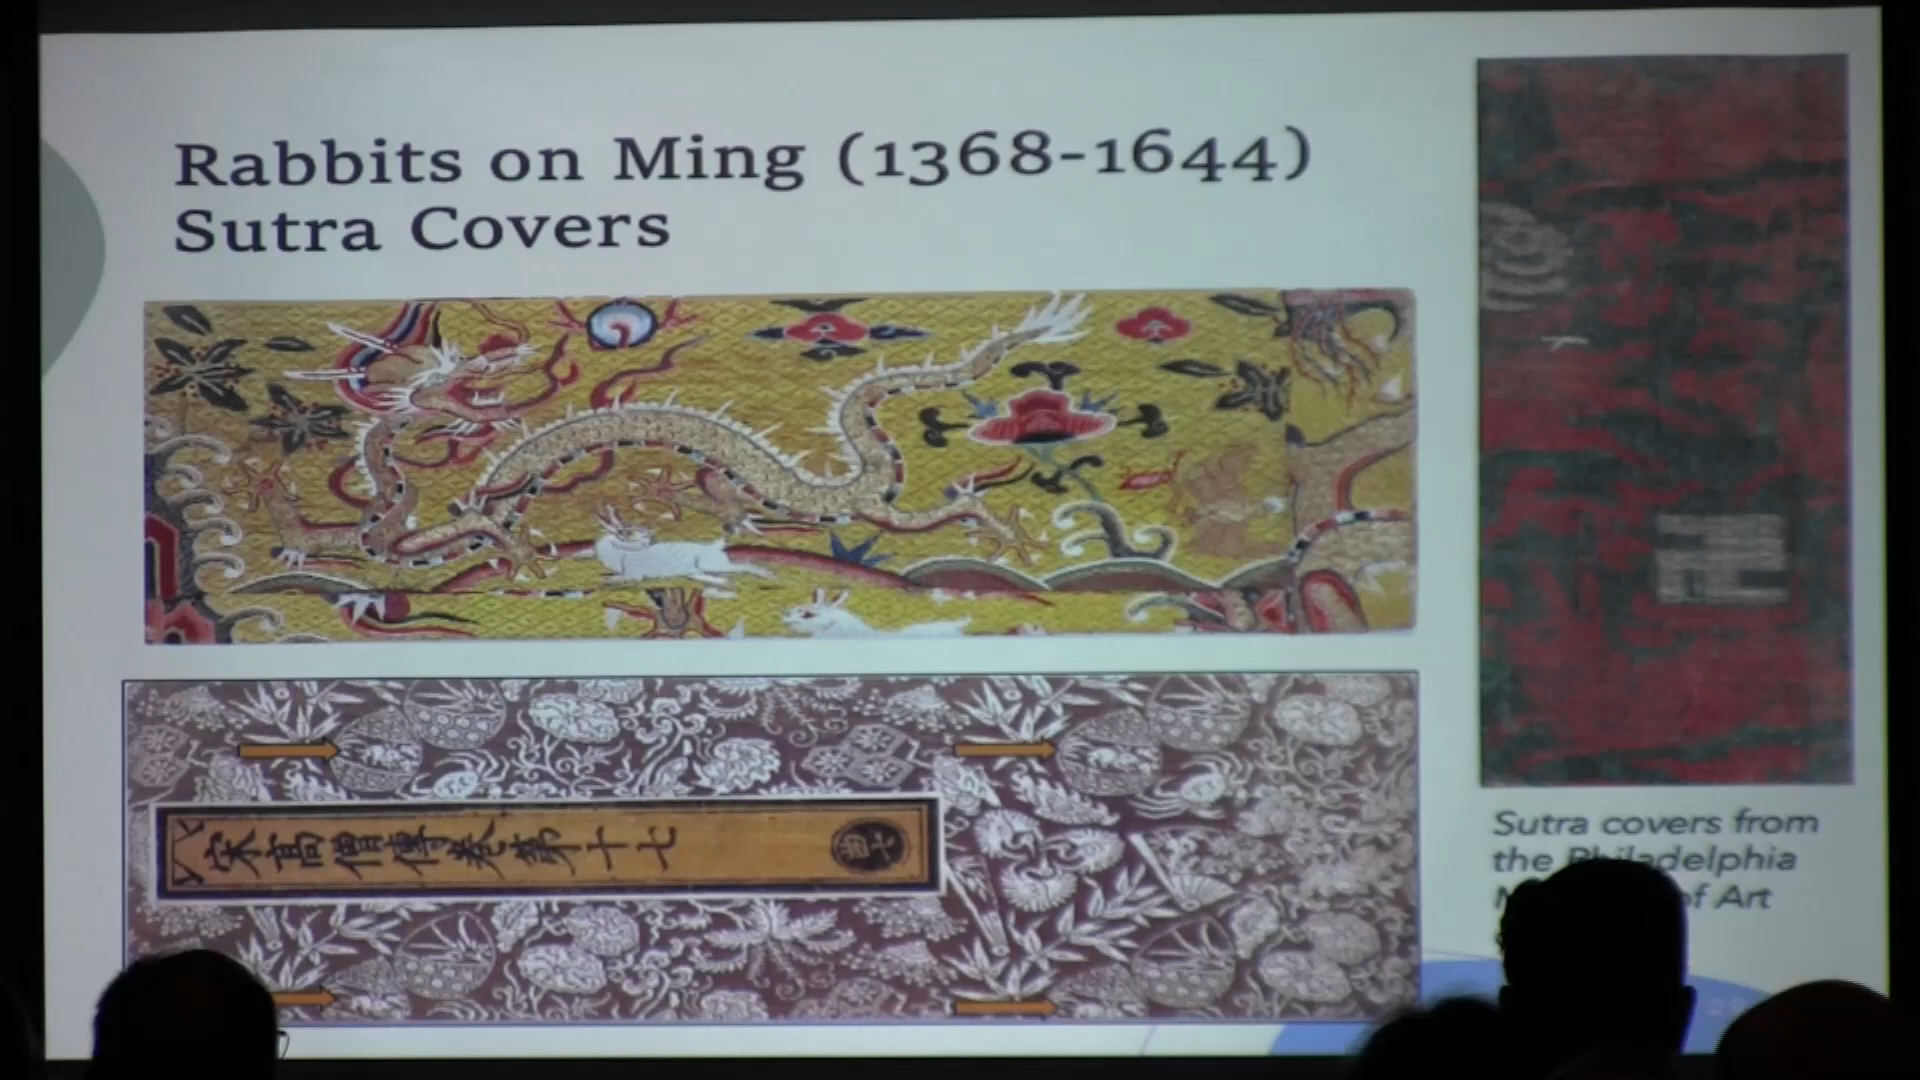 Rabbits on Ming (1368-1644)
Sutra Covers
宋高僧傳卷第十七
Sutra covers from
the Philadelphia
of Art